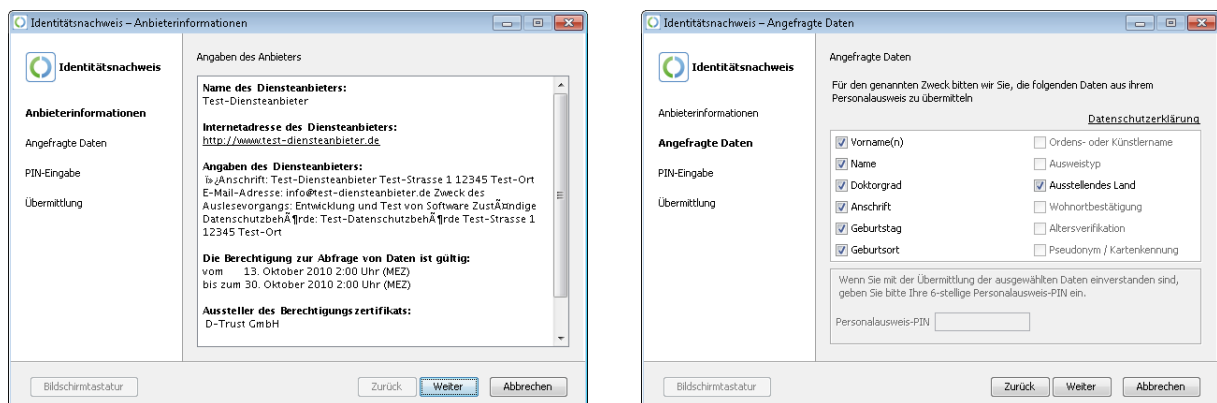 Identitätsnachweis – Anbieterinformationen
Identitätsnachweis
Anbieterinformationen
Angefragte Daten
PIN-Eingabe
Übermittlung
Angaben des Anbieters
Name des Diensteanbieters:
Test-Diensteanbieter
Internetadresse des Diensteanbieters:
http://www.test-diensteanbieter.de
Angaben des Diensteanbieters:
ï»¿Anschrift: Test-Diensteanbieter Test-Strasse 1 12345 Test-Ort
E-Mail-Adresse: info@test-diensteanbieter.de Zweck des
Auslesevorgangs: Entwicklung und Test von Software ZustÃ¤ndige
DatenschutzbehÃ¶rde: Test-DatenschutzbehÃ¶rde Test-Strasse 1
12345 Test-Ort
Die Berechtigung zur Abfrage von Daten ist gültig:
vom 13. Oktober 2010 2:00 Uhr (MEZ)
bis zum 30. Oktober 2010 2:00 Uhr (MEZ)
Aussteller des Berechtigungszertifikats:
D-Trust GmbH
Bildschirmtastatur
Zurück
Weiter
Abbrechen
Identitätsnachweis – Angefragte Daten
Identitätsnachweis
Anbieterinformationen
Angefragte Daten
PIN-Eingabe
Übermittlung
Angefragte Daten
Für den genannten Zweck bitten wir Sie, die folgenden Daten aus ihrem
Personalausweis zu übermitteln
Datenschutzerklärung
Vorname(n)
Name
Doktorgrad
Anschrift
Geburtstag
Geburtsort
Ordens- oder Künstlername
Ausweistyp
Ausstellendes Land
Wohnortbestätigung
Altersverifikation
Pseudonym / Kartenkennung
Wenn Sie mit der Übermittlung der ausgewählten Daten einverstanden sind,
geben Sie bitte Ihre 6-stellige Personalausweis-PIN ein.
Personalausweis-PIN
Bildschirmtastatur
Zurück
Weiter
Abbrechen